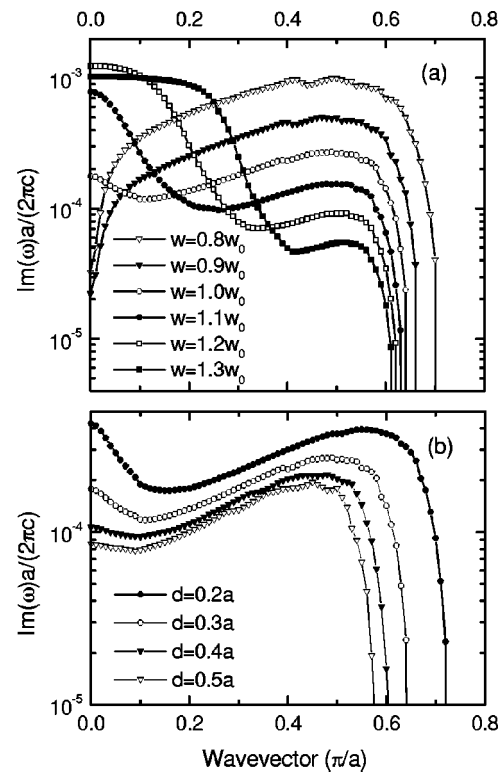 0.0 0.2 0.4 0.6 0.8
(a)
Im(ω)a/(2πc)
10⁻³
10⁻⁴
10⁻⁵
w=0.8w₀
w=0.9w₀
w=1.0w₀
w=1.1w₀
w=1.2w₀
w=1.3w₀
(b)
Im(ω)a/(2πc)
10⁻⁴
10⁻⁵
d=0.2a
d=0.3a
d=0.4a
d=0.5a
0.0 0.2 0.4 0.6 0.8
Wavevector (π/a)